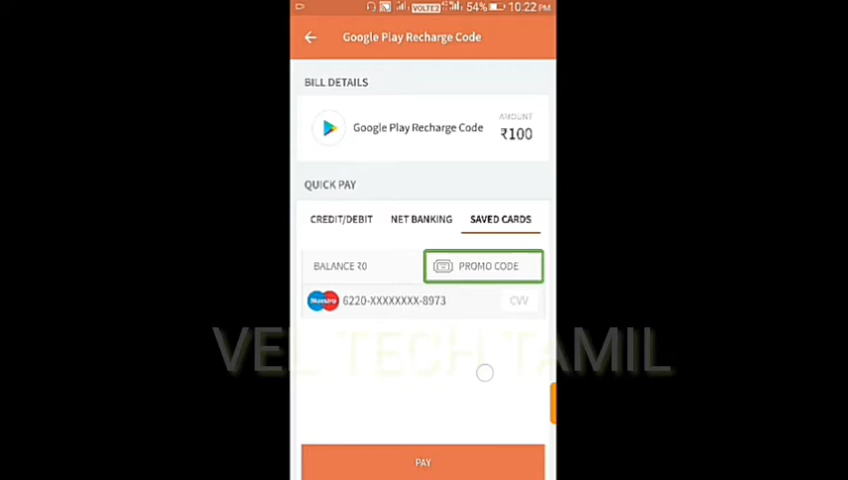 VOLTE2 54% 10:22 PM
Google Play Recharge Code
BILL DETAILS
AMOUNT
Google Play Recharge Code
₹100
QUICK PAY
CREDIT/DEBIT NET BANKING SAVED CARDS
BALANCE ₹0 PROMO CODE
Maestro 6220-XXXXXXXX-8973 CVV
VEL TECH TAMIL
PAY